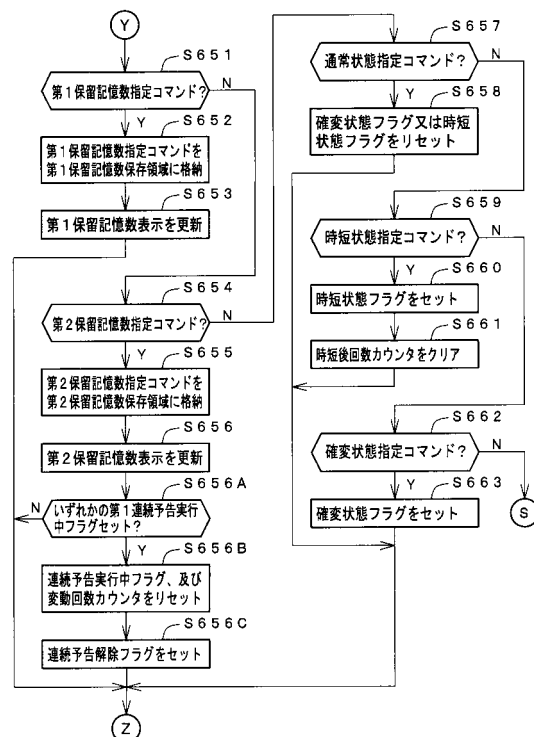 Y
S651
第1保留記憶数指定コマンド?
N
Y
S652
第1保留記憶数指定コマンドを
第1保留記憶数保存領域に格納
S653
第1保留記憶数表示を更新
S654
第2保留記憶数指定コマンド?
N
Y
S655
第2保留記憶数指定コマンドを
第2保留記憶数保存領域に格納
S656
第2保留記憶数表示を更新
S656A
N
いずれかの第1連続予告実行
中フラグセット?
Y
S656B
連続予告実行中フラグ、及び
変動回数カウンタをリセット
S656C
連続予告解除フラグをセット
Z
S657
通常状態指定コマンド?
N
Y
S658
確変状態フラグ又は時短
状態フラグをリセット
S659
時短状態指定コマンド?
N
Y
S660
時短状態フラグをセット
S661
時短後回数カウンタをクリア
S662
確変状態指定コマンド?
N
Y
S663
確変状態フラグをセット
S